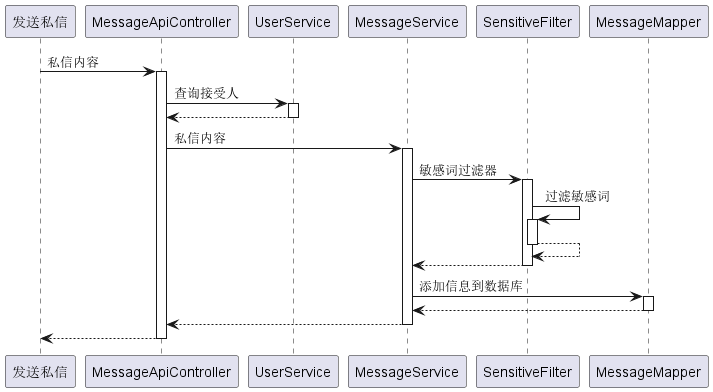 发送私信 MessageApiController UserService MessageService SensitiveFilter MessageMapper
私信内容
查询接受人
私信内容
敏感词过滤器
过滤敏感词
添加信息到数据库
发送私信 MessageApiController UserService MessageService SensitiveFilter MessageMapper